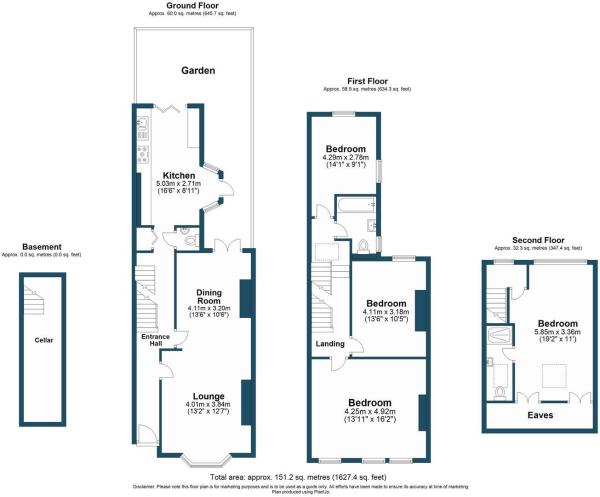 Ground Floor
Approx. 60.0 sq. metres (645.7 sq. feet)
Garden
Kitchen
5.03m x 2.71m
(16'6" x 8'11")
Dining
Room
4.11m x 3.20m
(13'6" x 10'6")
Entrance
Hall
Lounge
4.01m x 3.84m
(13'2" x 12'7")
Basement
Approx. 0.0 sq. metres (0.0 sq. feet)
Cellar
First Floor
Approx. 58.9 sq. metres (634.3 sq. feet)
Bedroom
4.29m x 2.78m
(14'1" x 9'1")
Bedroom
4.11m x 3.18m
(13'6" x 10'5")
Landing
Bedroom
4.25m x 4.92m
(13'11" x 16'2")
Second Floor
Approx. 32.3 sq. metres (347.4 sq. feet)
Bedroom
5.85m x 3.36m
(19'2" x 11')
Eaves
Total area: approx. 151.2 sq. metres (1627.4 sq. feet)
Disclaimer: Please note this floor plan is for marketing purposes and is to be used as a guide only. All efforts have been made to ensure its accuracy at time of marketing.
Plan produced using PlanUp.